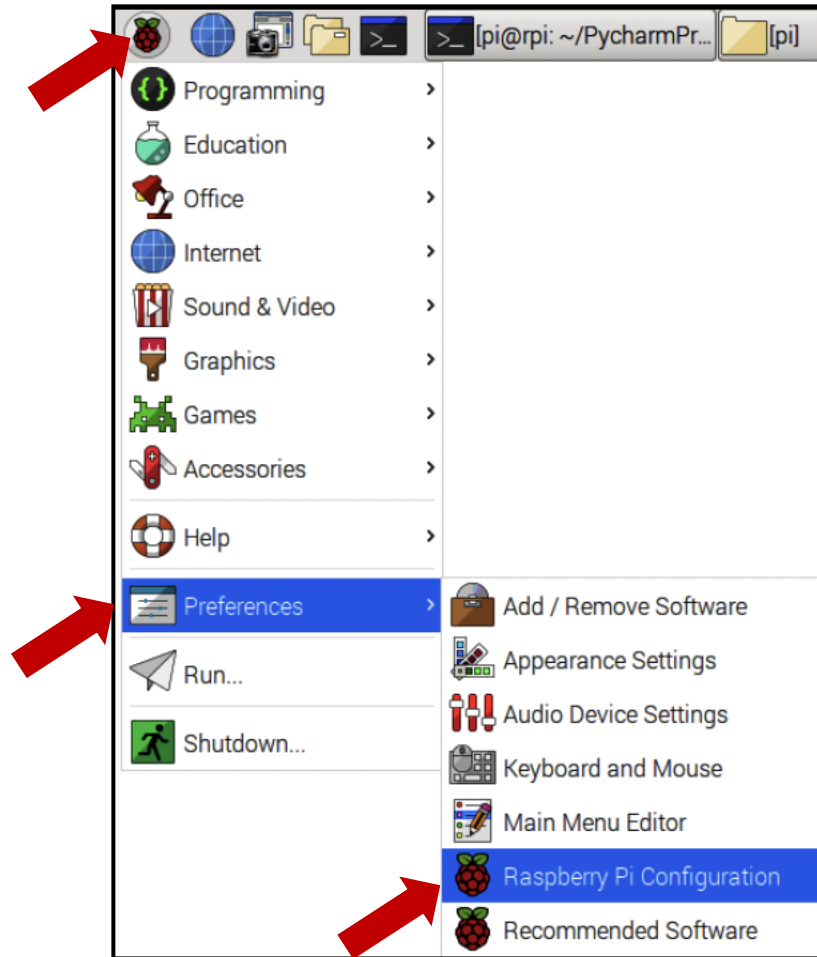 [pi@rpi: ~/PycharmPr... [pi]
Programming
Education
Office
Internet
Sound & Video
Graphics
Games
Accessories
Help
Preferences
Run...
Shutdown...
Add / Remove Software
Appearance Settings
Audio Device Settings
Keyboard and Mouse
Main Menu Editor
Raspberry Pi Configuration
Recommended Software